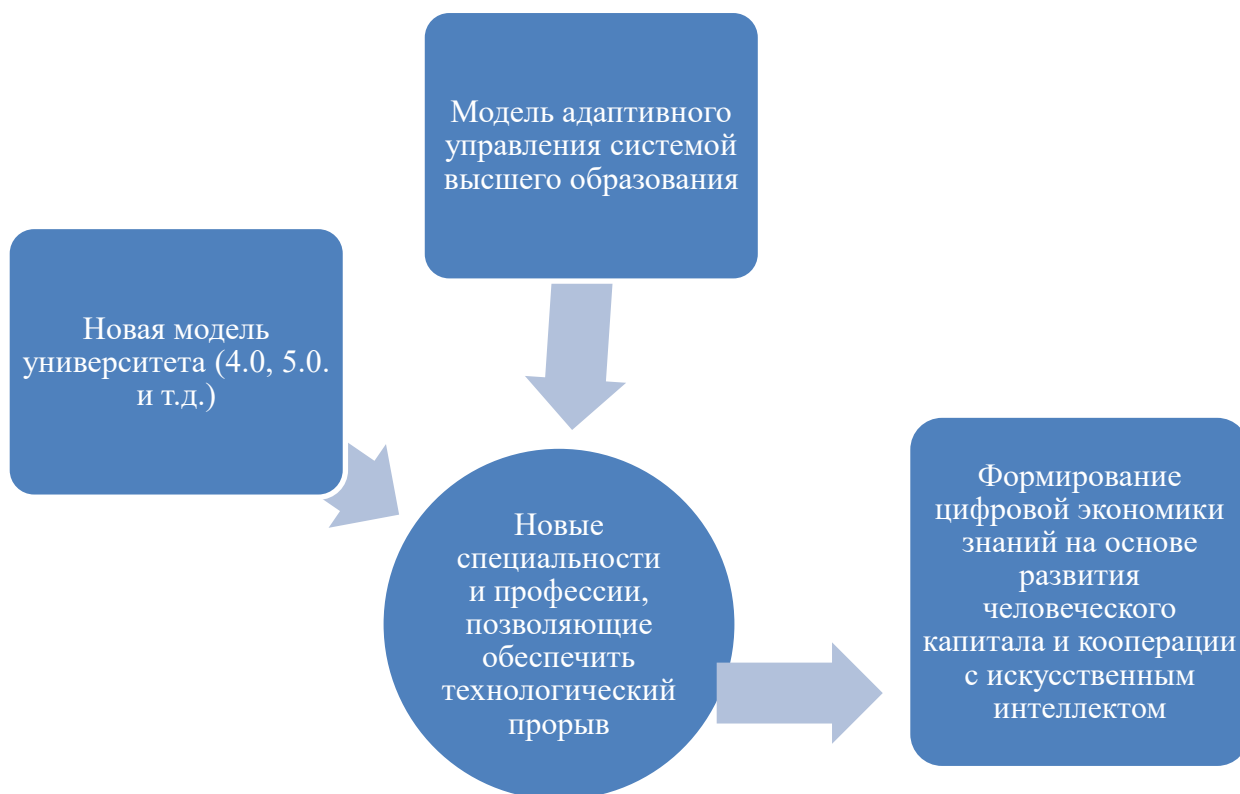 Модель адаптивного
управления системой
высшего образования
Новая модель
университета (4.0, 5.0.
и т.д.)
Новые
специальности
и профессии,
позволяющие
обеспечить
технологический
прорыв
Формирование
цифровой экономики
знаний на основе
развития
человеческого
капитала и кооперации
с искусственным
интеллектом